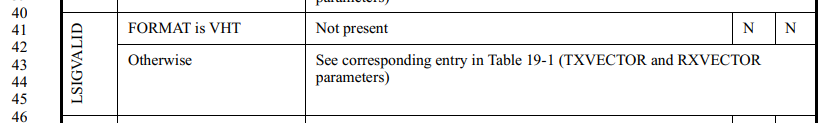 parameters)
40
41
42
43
44
45
46
LSIGVALID
FORMAT is VHT
Not present
N
N
Otherwise
See corresponding entry in Table 19-1 (TXVECTOR and RXVECTOR
parameters)